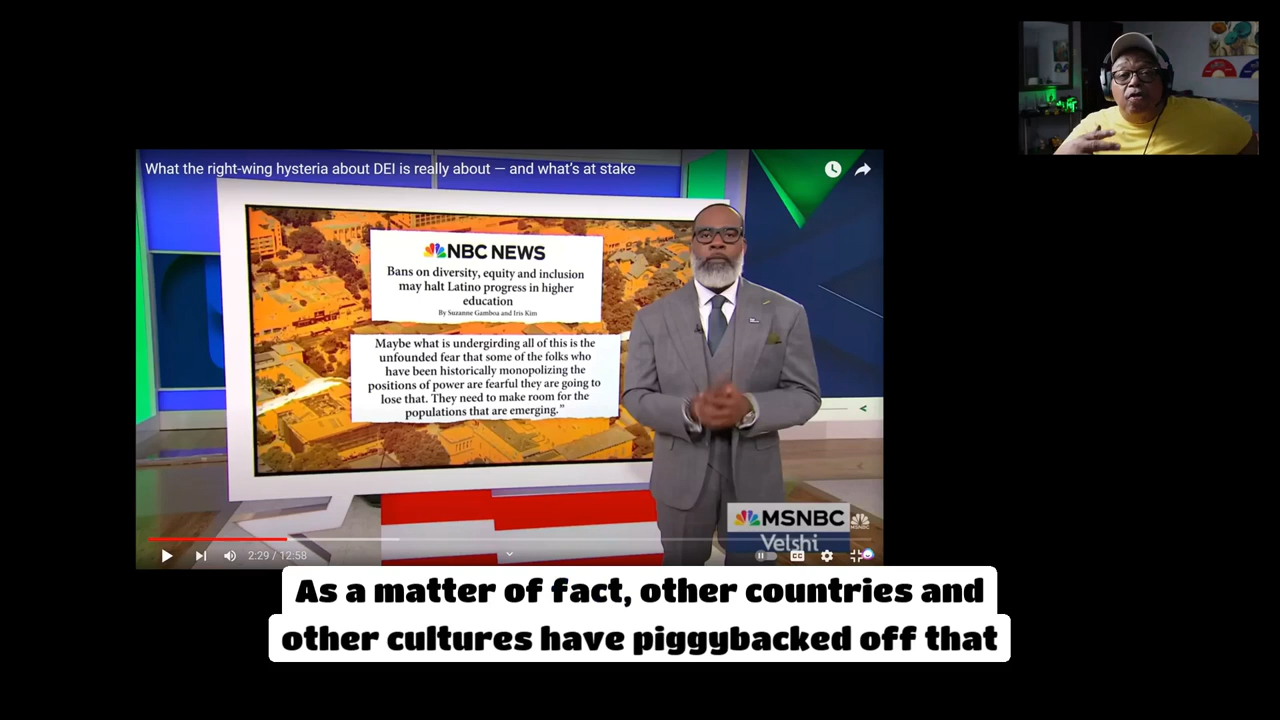 What the right-wing hysteria about DEI is really about — and what's at stake
NBC NEWS
Bans on diversity, equity and inclusion
may halt Latino progress in higher
education
By Suzanne Gamboa and Iris Kim
Maybe what is undergirding all of this is the
unfounded fear that some of the folks who
have been historically monopolizing the
positions of power are fearful they are going to
lose that. They need to make room for the
populations that are emerging.”
MSNBC
Velshi
2:29 / 12:58
CC
As a matter of fact, other countries and
other cultures have piggybacked off that